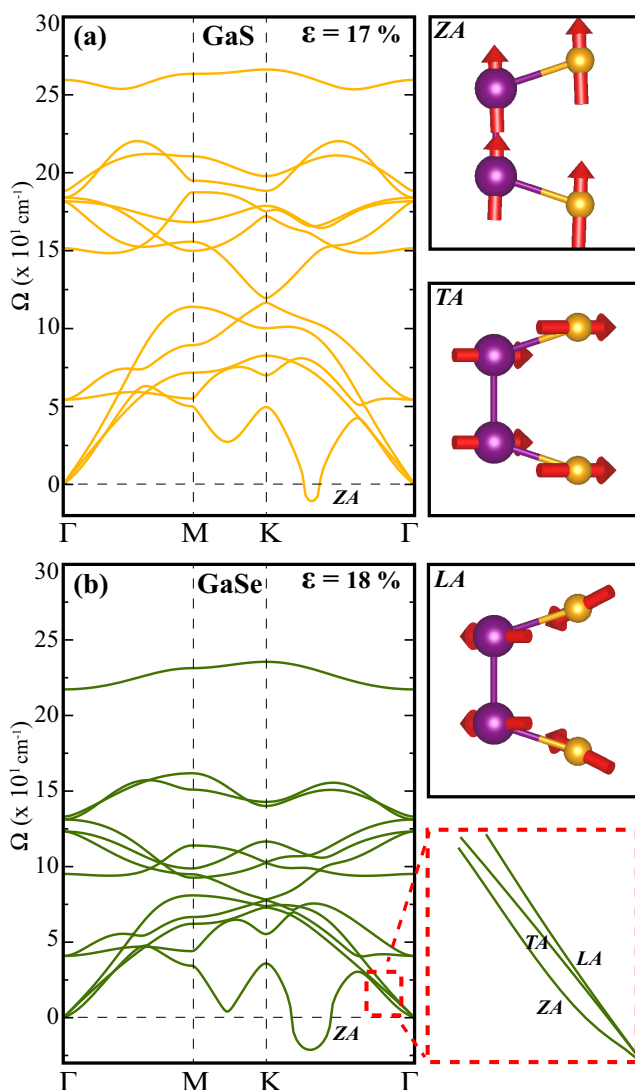 (a) GaS ε = 17 %
30
25
20
15
10
5
0
Ω (x 10¹ cm⁻¹)
ZA
Γ M K Γ
ZA
TA
(b) GaSe ε = 18 %
30
25
20
15
10
5
0
Ω (x 10¹ cm⁻¹)
ZA
Γ M K Γ
LA
TA
LA
ZA